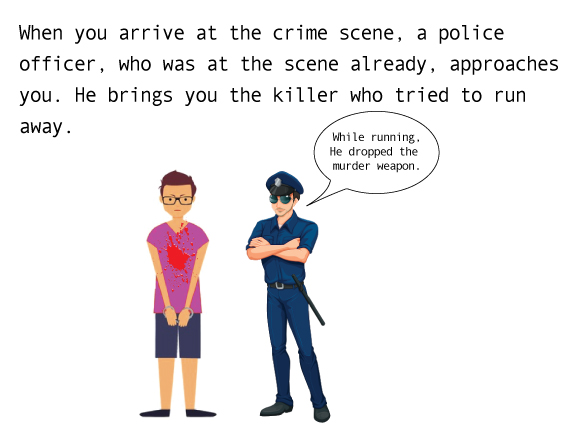 When you arrive at the crime scene, a police
officer, who was at the scene already, approaches
you. He brings you the killer who tried to run
away.
While running,
He dropped the
murder weapon.